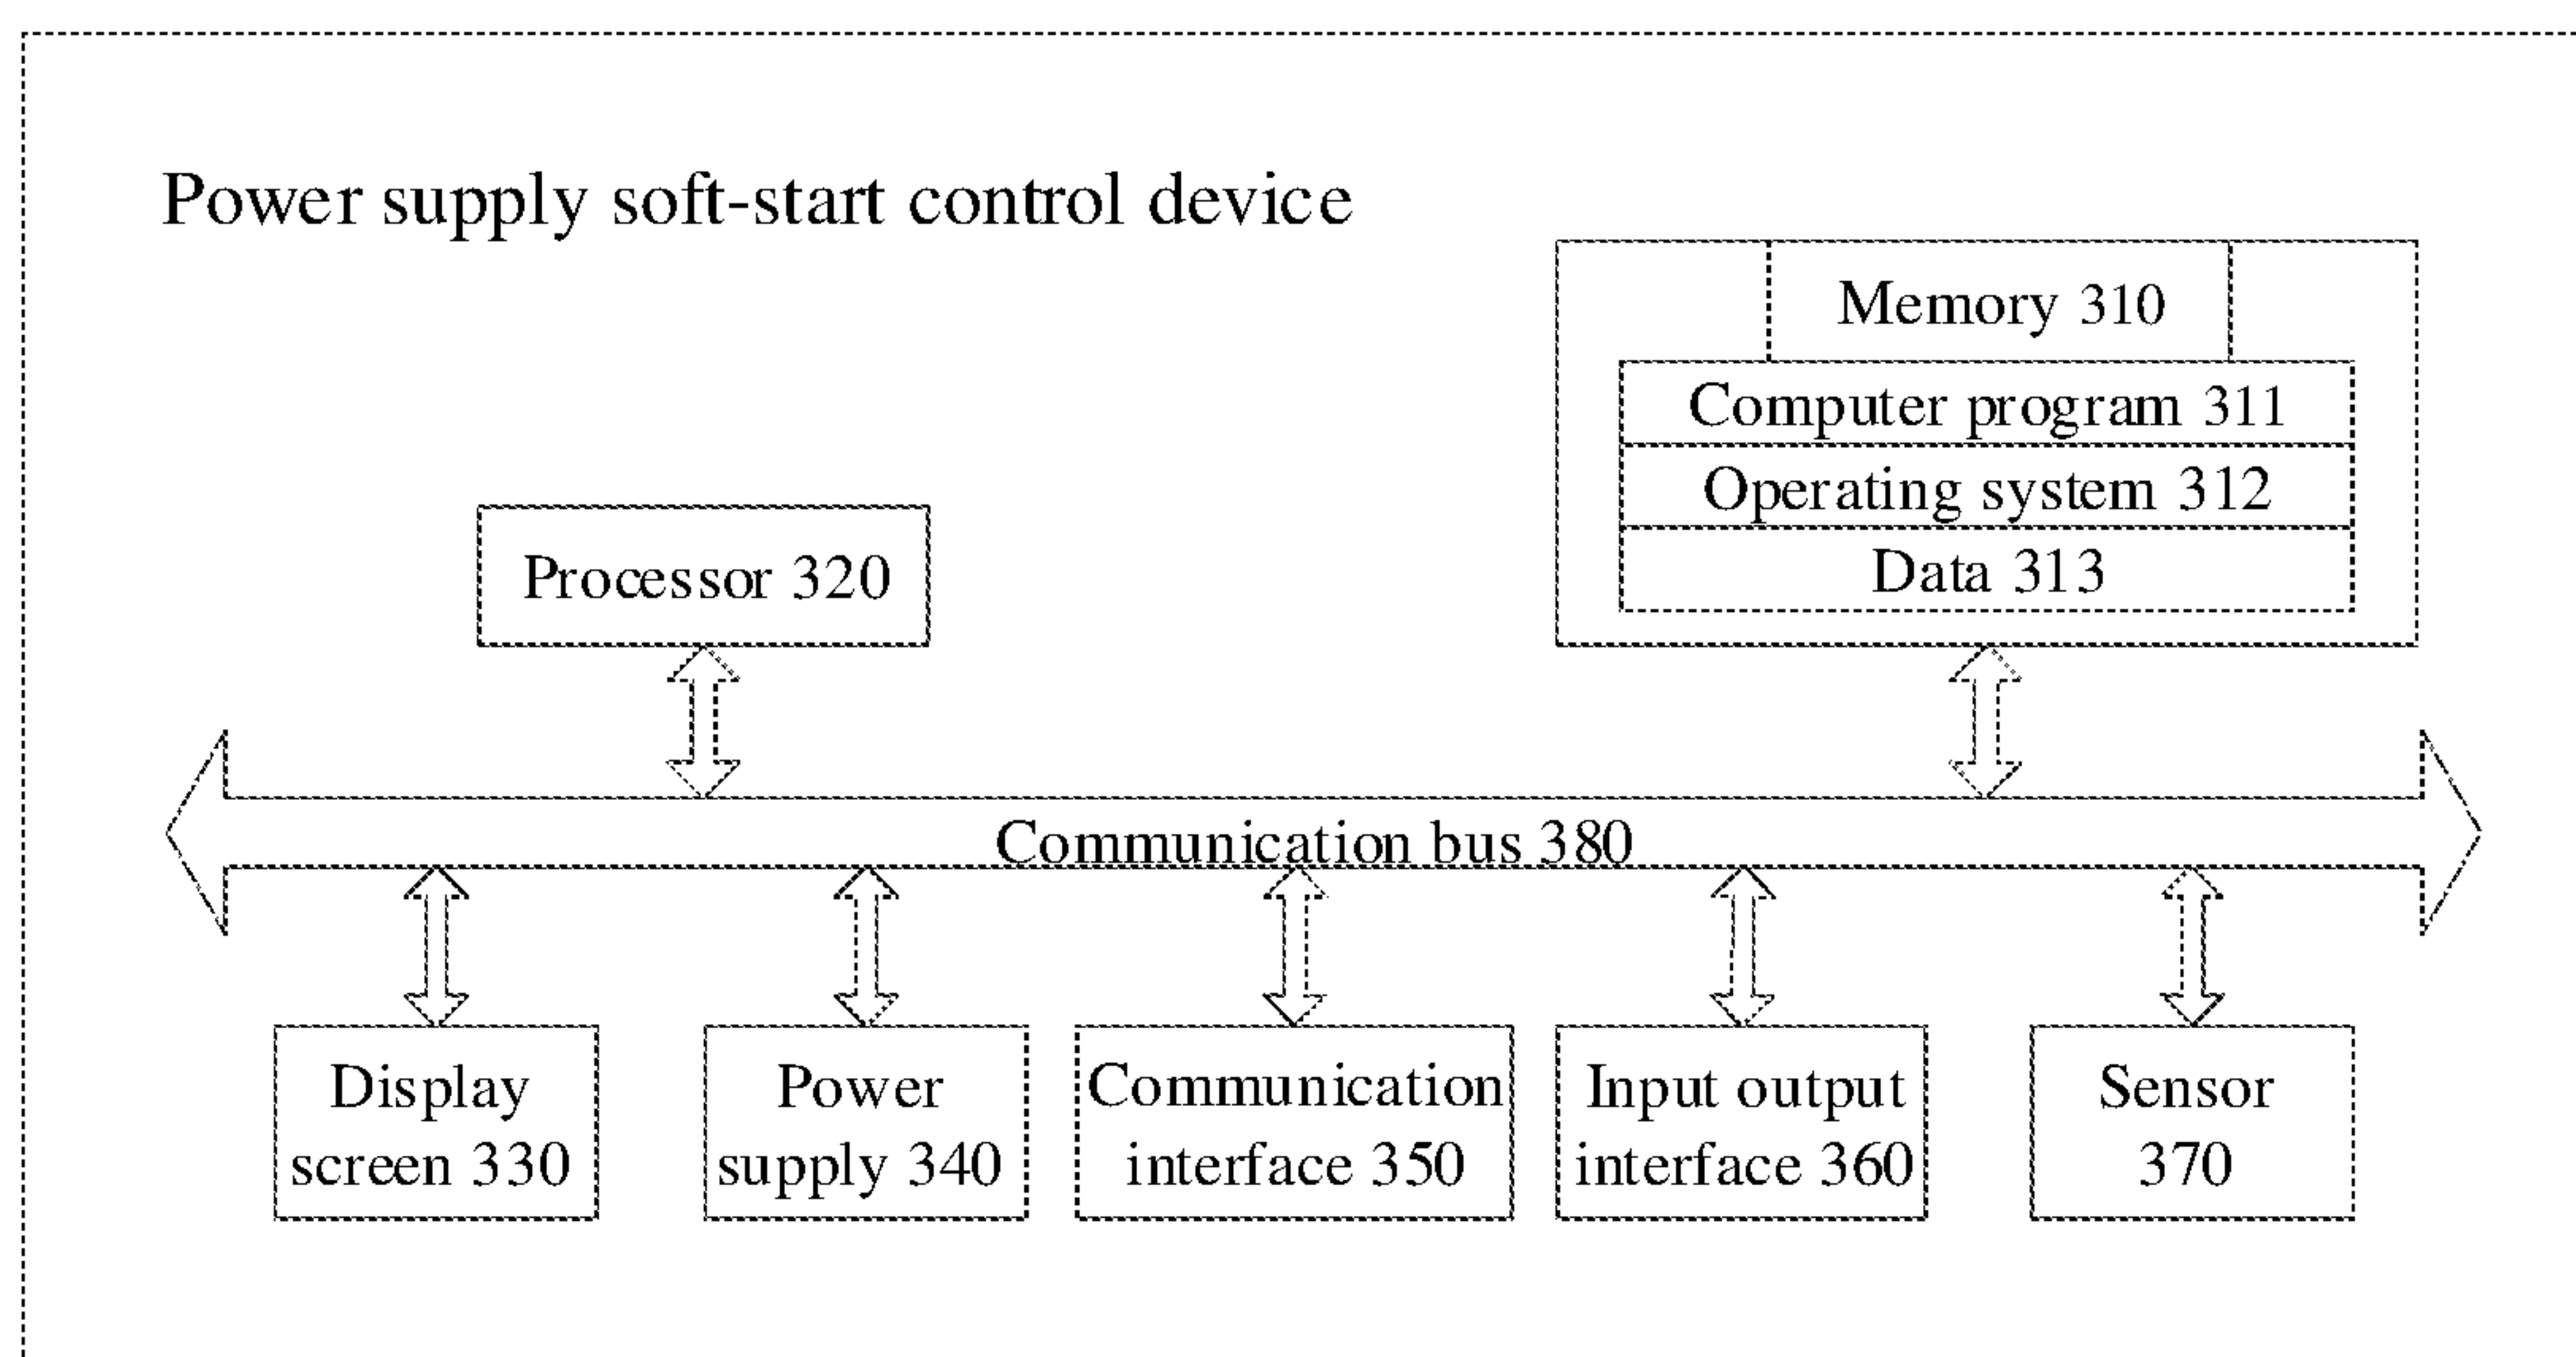 Power supply soft-start control device
Memory 310
Computer program 311
Operating system 312
Data 313
Processor 320
Communication bus 380
Display
screen 330
Power
supply 340
Communication
interface 350
Input output
interface 360
Sensor
370